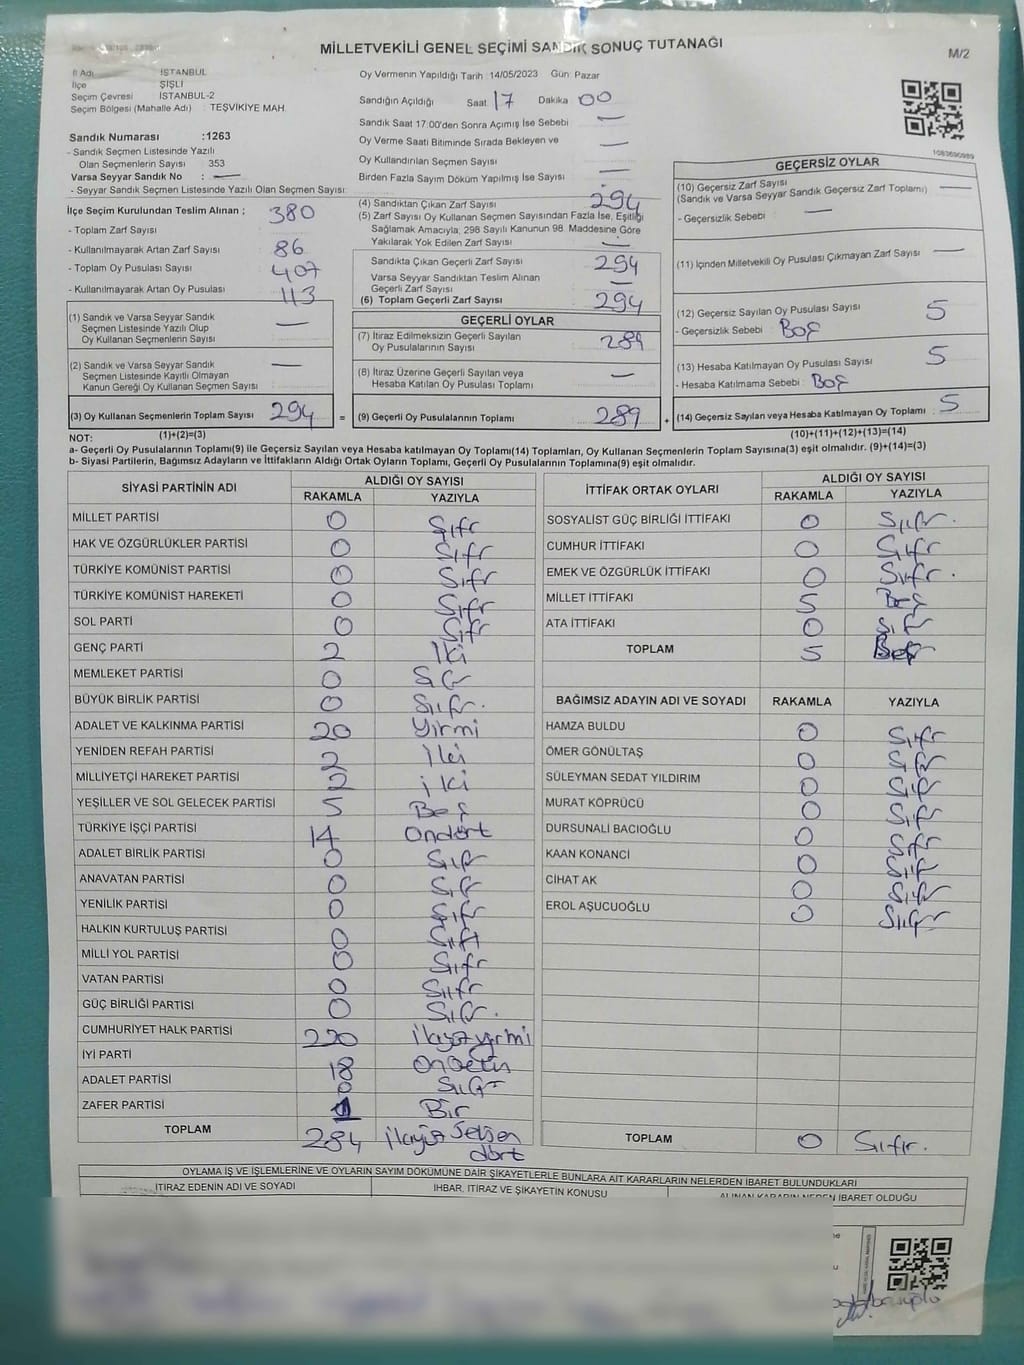 MİLLETVEKİLİ GENEL SEÇİMİ SANDIK SONUÇ TUTANAĞI
M/2
İl Adı : İSTANBUL
İlçe : ŞİŞLİ
Seçim Çevresi : İSTANBUL-2
Seçim Bölgesi (Mahalle Adı) : TEŞVİKİYE MAH.
Sandık Numarası :1263
- Sandık Seçmen Listesinde Yazılı
Olan Seçmenlerin Sayısı : 353
Varsa Seyyar Sandık No : —
- Seyyar Sandık Seçmen Listesinde Yazılı Olan Seçmen Sayısı:
İlçe Seçim Kurulundan Teslim Alınan ; 380
- Toplam Zarf Sayısı :
- Kullanılmayarak Artan Zarf Sayısı : 86
- Toplam Oy Pusulası Sayısı : 407
- Kullanılmayarak Artan Oy Pusulası : 113
(1) Sandık ve Varsa Seyyar Sandık
Seçmen Listesinde Yazılı Olup
Oy Kullanan Seçmenlerin Sayısı : —
(2) Sandık ve Varsa Seyyar Sandık
Seçmen Listesinde Kayıtlı Olmayan
Kanun Gereği Oy Kullanan Seçmen Sayısı : —
(3) Oy Kullanan Seçmenlerin Toplam Sayısı : 294 =
Oy Vermenin Yapıldığı Tarih : 14/05/2023 Gün: Pazar
Sandığın Açıldığı Saat 17 Dakika 00
Sandık Saat 17:00'den Sonra Açımış İse Sebebi : —
Oy Verme Saati Bitiminde Sırada Bekleyen ve
Oy Kullandırılan Seçmen Sayısı : —
Birden Fazla Sayım Döküm Yapılmış İse Sayısı : —
(4) Sandıktan Çıkan Zarf Sayısı : 294
(5) Zarf Sayısı Oy Kullanan Seçmen Sayısından Fazla İse, Eşitliği
Sağlamak Amacıyla, 298 Sayılı Kanunun 98. Maddesine Göre
Yakılarak Yok Edilen Zarf Sayısı : —
Sandıkta Çıkan Geçerli Zarf Sayısı : 294
Varsa Seyyar Sandıktan Teslim Alınan
Geçerli Zarf Sayısı : —
(6) Toplam Geçerli Zarf Sayısı : 294
GEÇERLİ OYLAR
(7) İtiraz Edilmeksizin Geçerli Sayılan
Oy Pusulalarının Sayısı : 289
(8) İtiraz Üzerine Geçerli Sayılan veya
Hesaba Katılan Oy Pusulası Toplamı : —
(9) Geçerli Oy Pusulalarının Toplamı : 289 +
1083690989
GEÇERSİZ OYLAR
(10) Geçersiz Zarf Sayısı
(Sandık ve Varsa Seyyar Sandık Geçersiz Zarf Toplamı) : —
- Geçersizlik Sebebi : —
(11) İçinden Milletvekili Oy Pusulası Çıkmayan Zarf Sayısı : —
(12) Geçersiz Sayılan Oy Pusulası Sayısı : 5
- Geçersizlik Sebebi : Boş
(13) Hesaba Katılmayan Oy Pusulası Sayısı : 5
- Hesaba Katılmama Sebebi : Boş
(14) Geçersiz Sayılan veya Hesaba Katılmayan Oy Toplamı : 5
NOT: (1)+(2)=(3) (10)+(11)+(12)+(13)=(14)
a- Geçerli Oy Pusulalarının Toplamı(9) ile Geçersiz Sayılan veya Hesaba katılmayan Oy Toplamı(14) Toplamları, Oy Kullanan Seçmenlerin Toplam Sayısına(3) eşit olmalıdır. (9)+(14)=(3)
b- Siyasi Partilerin, Bağımsız Adayların ve İttifakların Aldığı Ortak Oyların Toplamı, Geçerli Oy Pusulalarının Toplamına(9) eşit olmalıdır.
SİYASİ PARTİNİN ADI ALDIĞI OY SAYISI
RAKAMLA YAZIYLA
MİLLET PARTİSİ 0 Sıfır
HAK VE ÖZGÜRLÜKLER PARTİSİ 0 Sıfır
TÜRKİYE KOMÜNİST PARTİSİ 0 Sıfır
TÜRKİYE KOMÜNİST HAREKETİ 0 Sıfır
SOL PARTİ 0 Sıfır
GENÇ PARTİ 2 İki
MEMLEKET PARTİSİ 0 Sıfır
BÜYÜK BİRLİK PARTİSİ 0 Sıfır.
ADALET VE KALKINMA PARTİSİ 20 Yirmi
YENİDEN REFAH PARTİSİ 2 İki
MİLLİYETÇİ HAREKET PARTİSİ 2 iki
YEŞİLLER VE SOL GELECEK PARTİSİ 5 Beş
TÜRKİYE İŞÇİ PARTİSİ 14 Ondört
ADALET BİRLİK PARTİSİ 0 Sıfır
ANAVATAN PARTİSİ 0 Sıfır
YENİLİK PARTİSİ 0 Sıfır
HALKIN KURTULUŞ PARTİSİ 0 Sıfır
MİLLİ YOL PARTİSİ 0 Sıfır
VATAN PARTİSİ 0 Sıfır
GÜÇ BİRLİĞİ PARTİSİ 0 Sıfır.
CUMHURİYET HALK PARTİSİ 220 ikiyüzyirmi
İYİ PARTİ 18 Onsekiz
ADALET PARTİSİ 0 Sıfır
ZAFER PARTİSİ 1 Bir
TOPLAM 284 ikiyüz Seksen dört
İTTİFAK ORTAK OYLARI ALDIĞI OY SAYISI
RAKAMLA YAZIYLA
SOSYALİST GÜÇ BİRLİĞİ İTTİFAKI 0 Sıfır.
CUMHUR İTTİFAKI 0 Sıfır
EMEK VE ÖZGÜRLÜK İTTİFAKI 0 Sıfır.
MİLLET İTTİFAKI 5 Beş
ATA İTTİFAKI 0 Sıfır
TOPLAM 5 Beş
BAĞIMSIZ ADAYIN ADI VE SOYADI RAKAMLA YAZIYLA
HAMZA BULDU 0 Sıfır
ÖMER GÖNÜLTAŞ 0 Sıfır
SÜLEYMAN SEDAT YILDIRIM 0 Sıfır
MURAT KÖPRÜCÜ 0 Sıfır
DURSUNALİ BACIOĞLU 0 Sıfır
KAAN KONANCİ 0 Sıfır
CİHAT AK 0 Sıfır
EROL AŞUCUOĞLU 0 Sıfır
TOPLAM 0 Sıfır.
OYLAMA İŞ VE İŞLEMLERİNE VE OYLARIN SAYIM DÖKÜMÜNE DAİR ŞİKAYETLERLE BUNLARA AİT KARARLARIN NELERDEN İBARET BULUNDUKLARI
İTİRAZ EDENİN ADI VE SOYADI İHBAR, İTİRAZ VE ŞİKAYETİN KONUSU ALINAN KARARIN NEDEN İBARET OLDUĞU